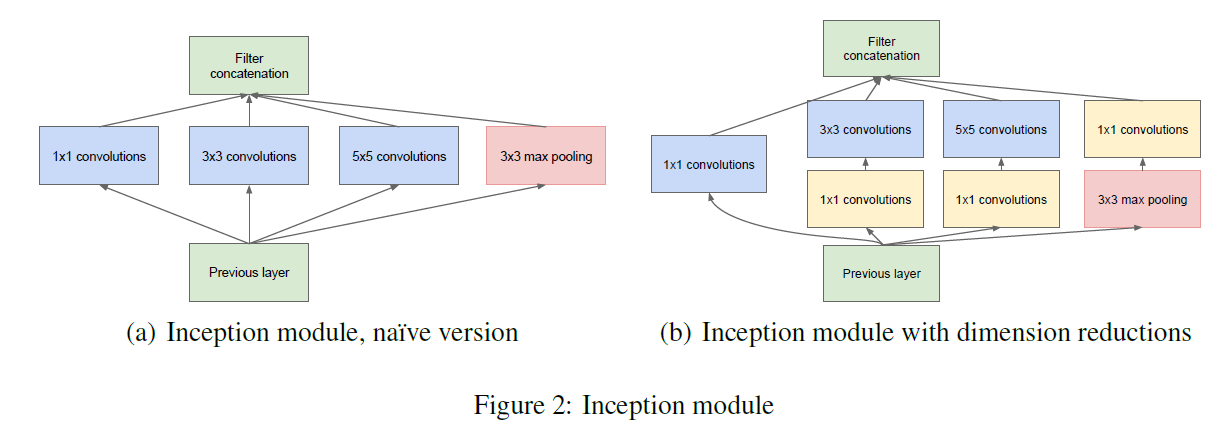 Filter
concatenation
1x1 convolutions
3x3 convolutions
5x5 convolutions
3x3 max pooling
Previous layer
(a) Inception module, naïve version
Filter
concatenation
3x3 convolutions
5x5 convolutions
1x1 convolutions
1x1 convolutions
1x1 convolutions
1x1 convolutions
3x3 max pooling
Previous layer
(b) Inception module with dimension reductions
Figure 2: Inception module